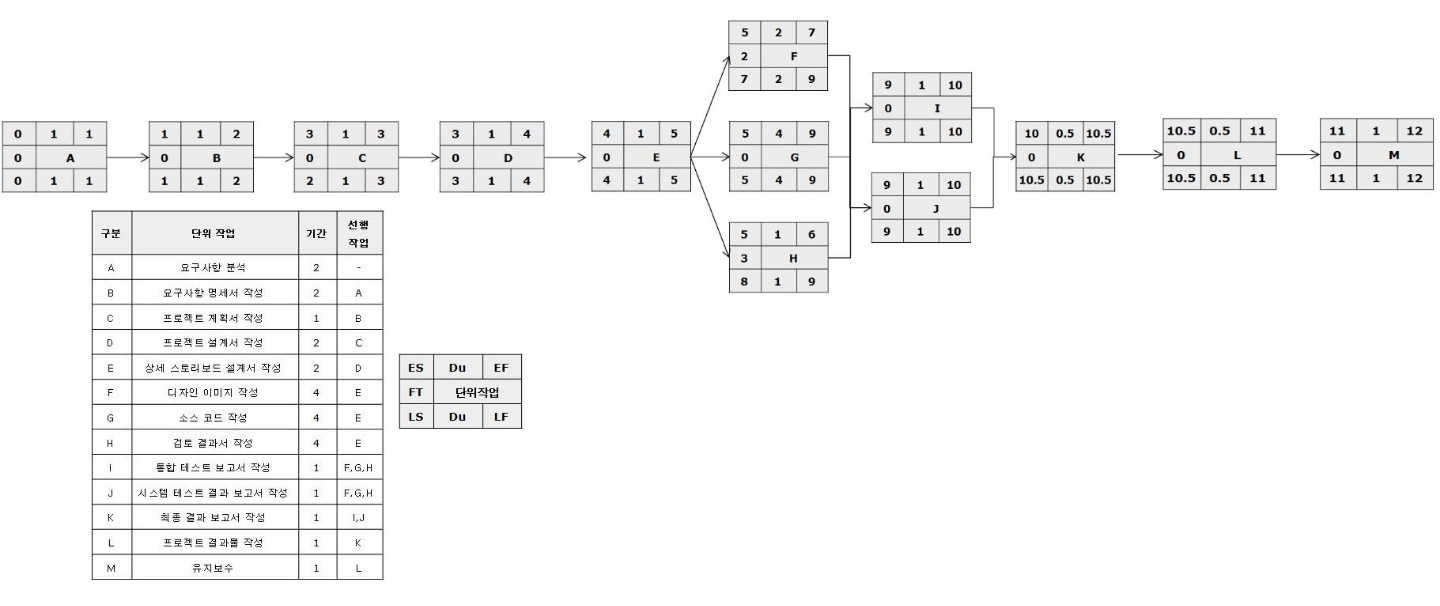 5 2 7
2 F
7 2 9
9 1 10
0 I
9 1 10
0 1 1
0 A
0 1 1
1 1 2
0 B
1 1 2
3 1 3
0 C
2 1 3
3 1 4
0 D
3 1 4
4 1 5
0 E
4 1 5
5 4 9
0 G
5 4 9
10 0.5 10.5
0 K
10.5 0.5 10.5
10.5 0.5 11
0 L
10.5 0.5 11
11 1 12
0 M
11 1 12
9 1 10
0 J
9 1 10
5 1 6
3 H
8 1 9
구분 단위 작업 기간 선행 작업
A 요구사항 분석 2 -
B 요구사항 명세서 작성 2 A
C 프로젝트 계획서 작성 1 B
D 프로젝트 설계서 작성 2 C
E 상세 스토리보드 설계서 작성 2 D
F 디자인 이미지 작성 4 E
G 소스 코드 작성 4 E
H 검토 결과서 작성 4 E
I 통합 테스트 보고서 작성 1 F,G,H
J 시스템 테스트 결과 보고서 작성 1 F,G,H
K 최종 결과 보고서 작성 1 I,J
L 프로젝트 결과물 작성 1 K
M 유지보수 1 L
ES Du EF
FT 단위작업
LS Du LF